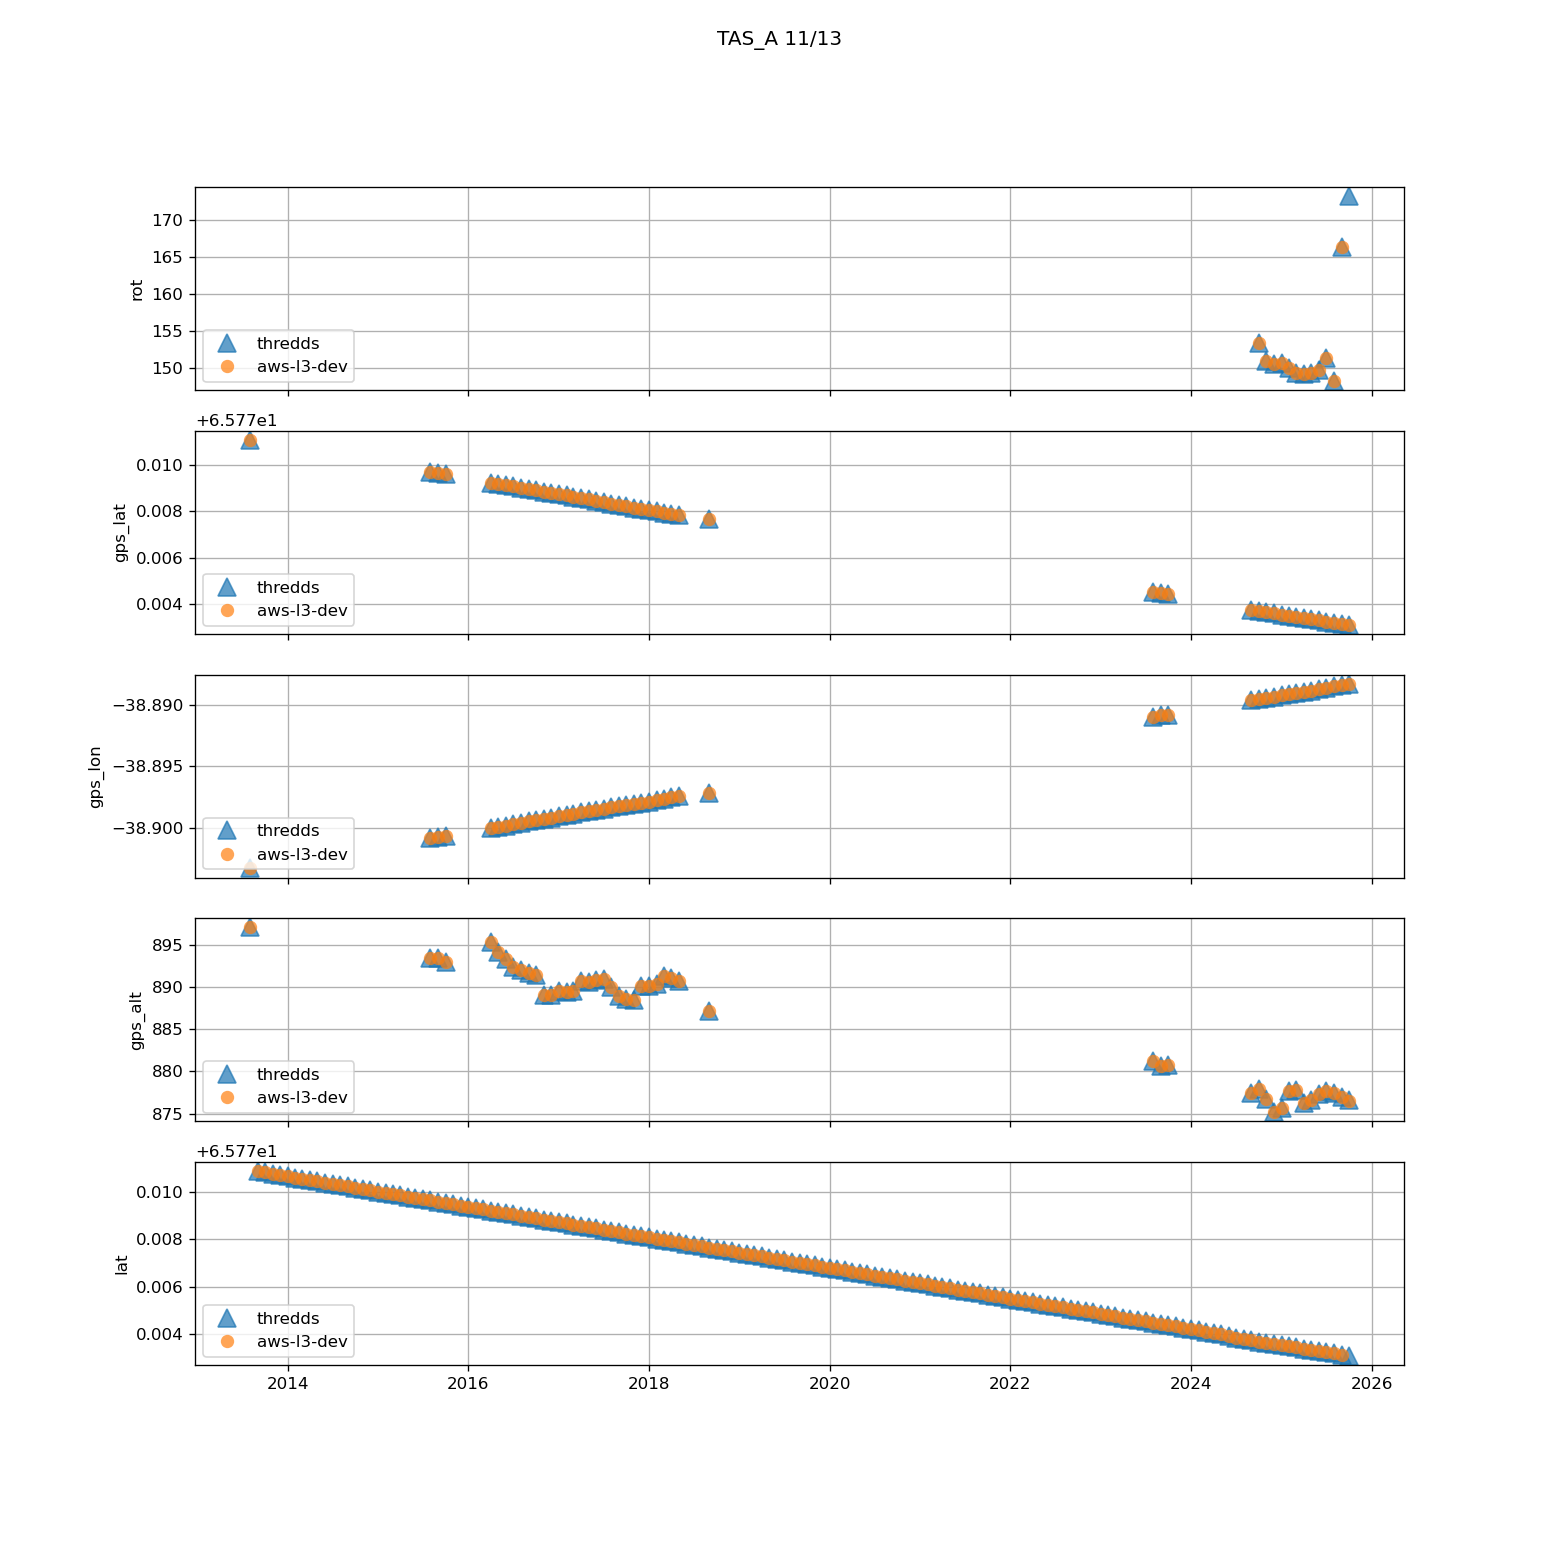 TAS_A 11/13
170
165
160
155
150
rot
thredds
aws-l3-dev
+6.577e1
0.010
0.008
0.006
0.004
gps_lat
thredds
aws-l3-dev
−38.890
−38.895
−38.900
gps_lon
thredds
aws-l3-dev
895
890
885
880
875
gps_alt
thredds
aws-l3-dev
+6.577e1
0.010
0.008
0.006
0.004
lat
thredds
aws-l3-dev
2014 2016 2018 2020 2022 2024 2026